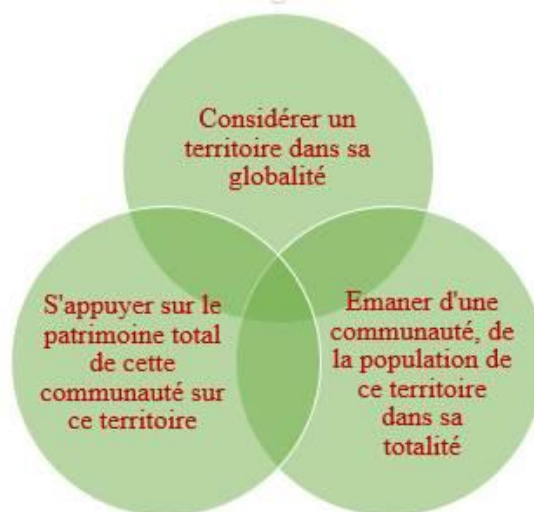 Considérer un
territoire dans sa
globalité
S'appuyer sur le
patrimoine total
de cette
communauté sur
ce territoire
Emaner d'une
communauté, de
la population de
ce territoire
dans sa
totalité